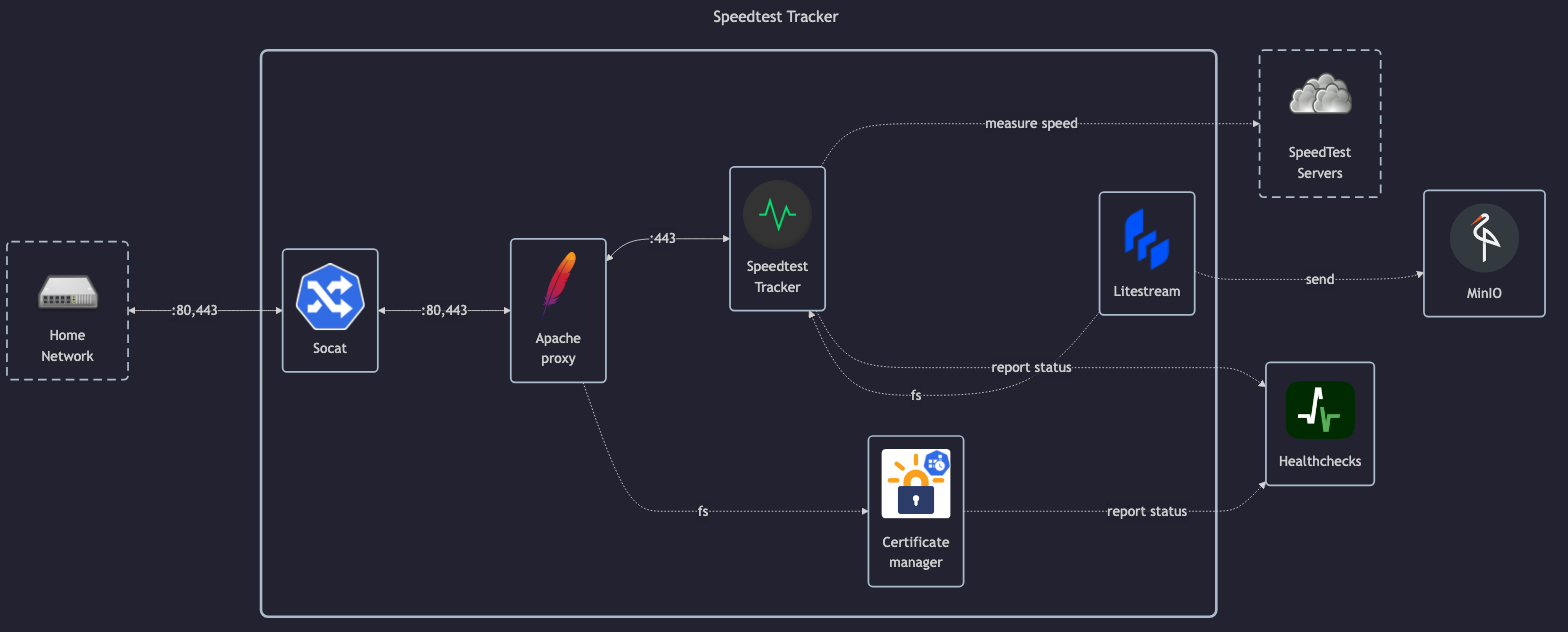 Speedtest Tracker
measure speed
SpeedTest
Servers
:443
Speedtest
Tracker
Litestream
send
MinIO
Home
Network
:80,443
Socat
:80,443
Apache
proxy
report status
fs
Healthchecks
fs
Certificate
manager
report status